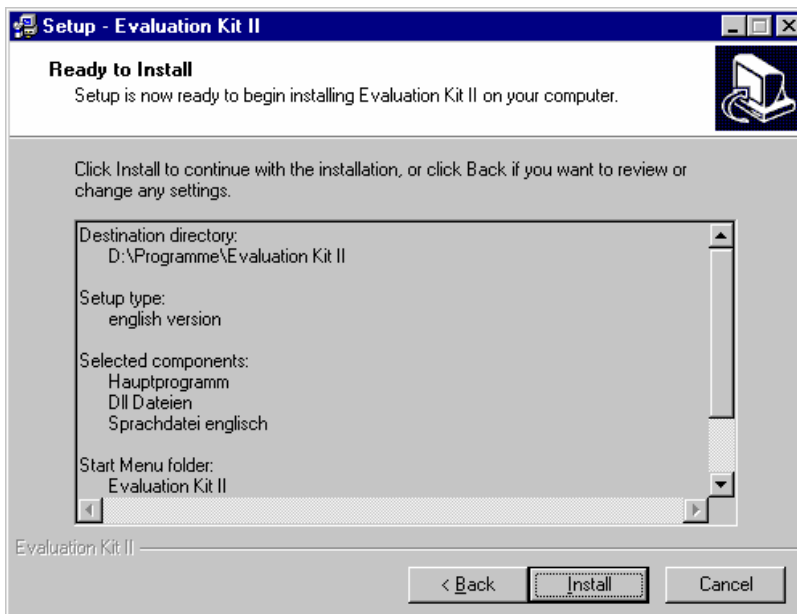 Setup - Evaluation Kit II
Ready to Install
Setup is now ready to begin installing Evaluation Kit II on your computer.
Click Install to continue with the installation, or click Back if you want to review or
change any settings.
Destination directory:
D:\Programme\Evaluation Kit II
Setup type:
english version
Selected components:
Hauptprogramm
Dll Dateien
Sprachdatei englisch
Start Menu folder:
Evaluation Kit II
Evaluation Kit II
< Back
Install
Cancel